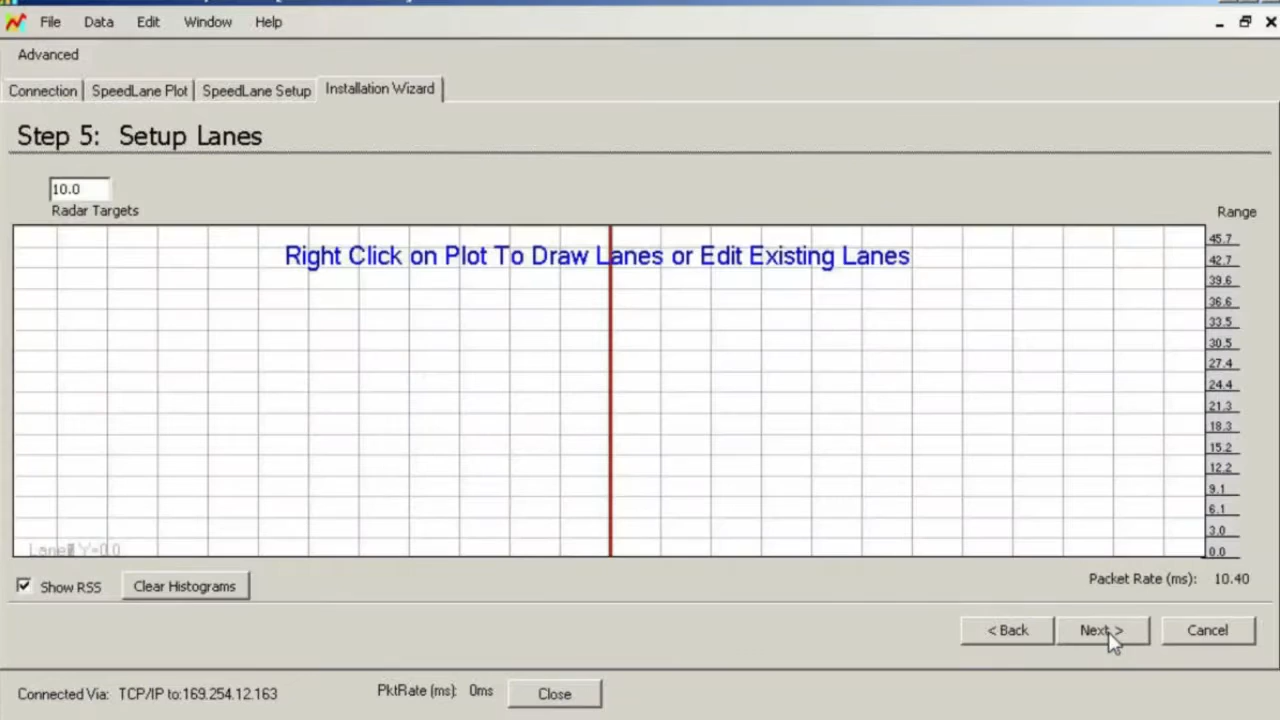 File Data Edit Window Help
Advanced
Connection SpeedLane Plot SpeedLane Setup Installation Wizard
Step 5: Setup Lanes
10.0
Radar Targets
Range
Right Click on Plot To Draw Lanes or Edit Existing Lanes
45.7
42.7
39.6
36.6
33.5
30.5
27.4
24.4
21.3
18.3
15.2
12.2
9.1
6.1
3.0
0.0
Y=0.0
Show RSS Clear Histograms
Packet Rate (ms): 10.40
< Back Next > Cancel
Connected Via: TCP/IP to:169.254.12.163 PktRate (ms): 0ms Close